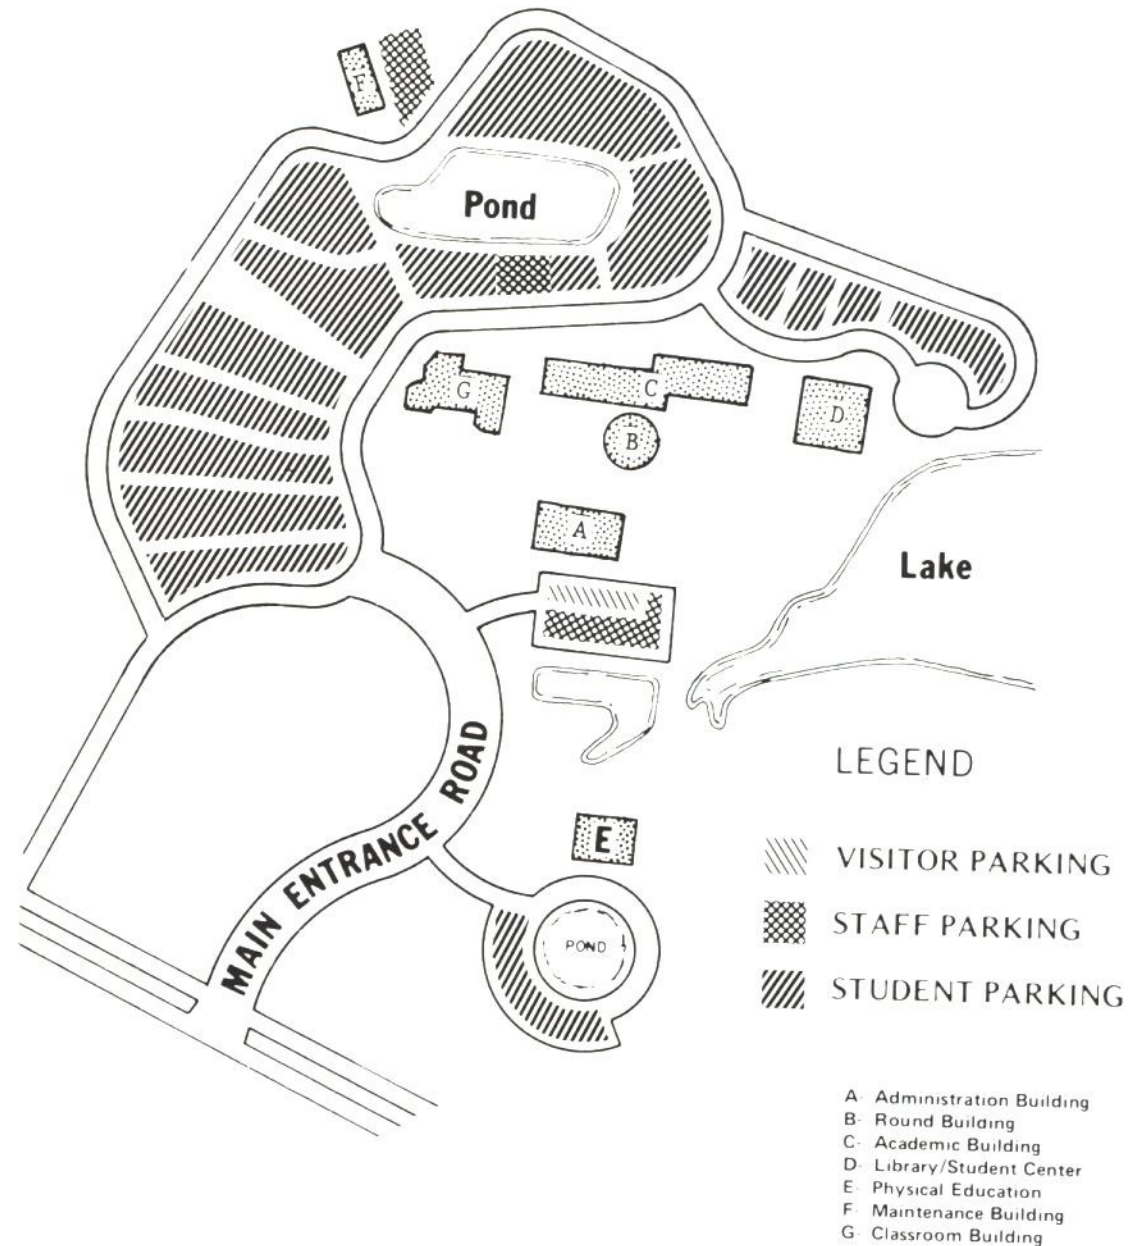 F
Pond
G
C
D
B
A
Lake
MAIN ENTRANCE ROAD
E
POND
LEGEND
VISITOR PARKING
STAFF PARKING
STUDENT PARKING
A- Administration Building
B- Round Building
C- Academic Building
D- Library/Student Center
E- Physical Education
F- Maintenance Building
G- Classroom Building